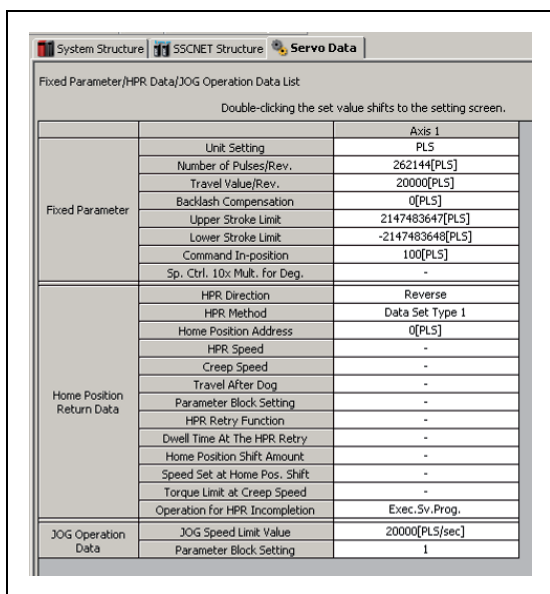 System Structure SSCNET Structure Servo Data
Fixed Parameter/HPR Data/JOG Operation Data List
Double-clicking the set value shifts to the setting screen.
Axis 1
Fixed Parameter
Unit Setting PLS
Number of Pulses/Rev. 262144[PLS]
Travel Value/Rev. 20000[PLS]
Backlash Compensation 0[PLS]
Upper Stroke Limit 2147483647[PLS]
Lower Stroke Limit -2147483648[PLS]
Command In-position 100[PLS]
Sp. Ctrl. 10x Mult. for Deg. -
Home Position
Return Data
HPR Direction Reverse
HPR Method Data Set Type 1
Home Position Address 0[PLS]
HPR Speed -
Creep Speed -
Travel After Dog -
Parameter Block Setting -
HPR Retry Function -
Dwell Time At The HPR Retry -
Home Position Shift Amount -
Speed Set at Home Pos. Shift -
Torque Limit at Creep Speed -
Operation for HPR Incompletion Exec.Sv.Prog.
JOG Operation
Data
JOG Speed Limit Value 20000[PLS/sec]
Parameter Block Setting 1